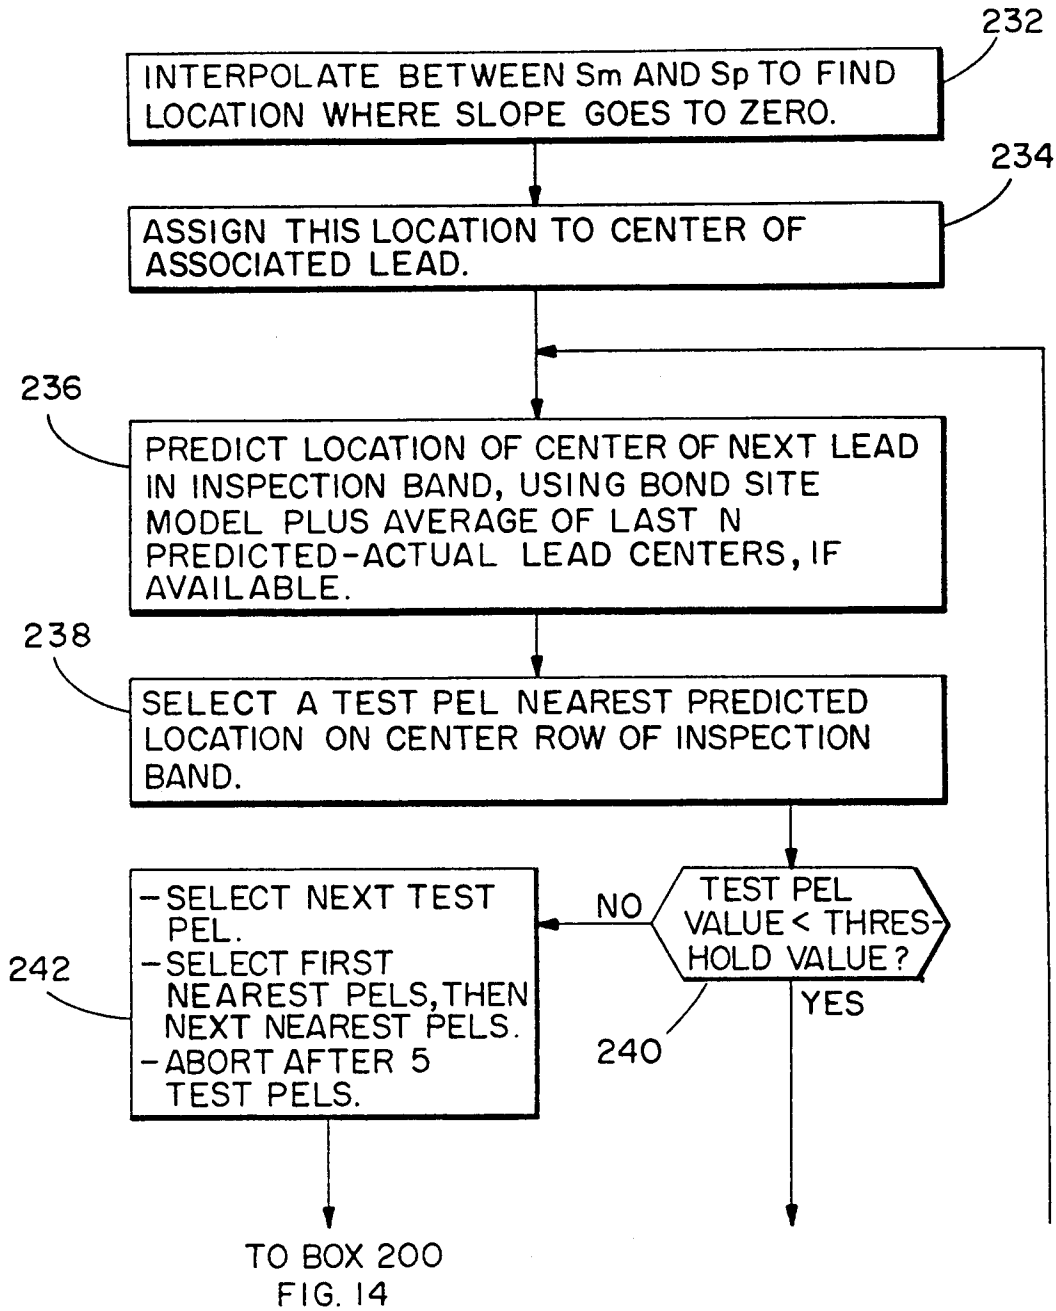 232
INTERPOLATE BETWEEN Sm AND Sp TO FIND
LOCATION WHERE SLOPE GOES TO ZERO.
234
ASSIGN THIS LOCATION TO CENTER OF
ASSOCIATED LEAD.
236
PREDICT LOCATION OF CENTER OF NEXT LEAD
IN INSPECTION BAND, USING BOND SITE
MODEL PLUS AVERAGE OF LAST N
PREDICTED-ACTUAL LEAD CENTERS, IF
AVAILABLE.
238
SELECT A TEST PEL NEAREST PREDICTED
LOCATION ON CENTER ROW OF INSPECTION
BAND.
TEST PEL
VALUE < THRES-
HOLD VALUE?
240
NO
YES
242
- SELECT NEXT TEST
PEL.
- SELECT FIRST
NEAREST PELS, THEN
NEXT NEAREST PELS.
- ABORT AFTER 5
TEST PELS.
TO BOX 200
FIG. 14